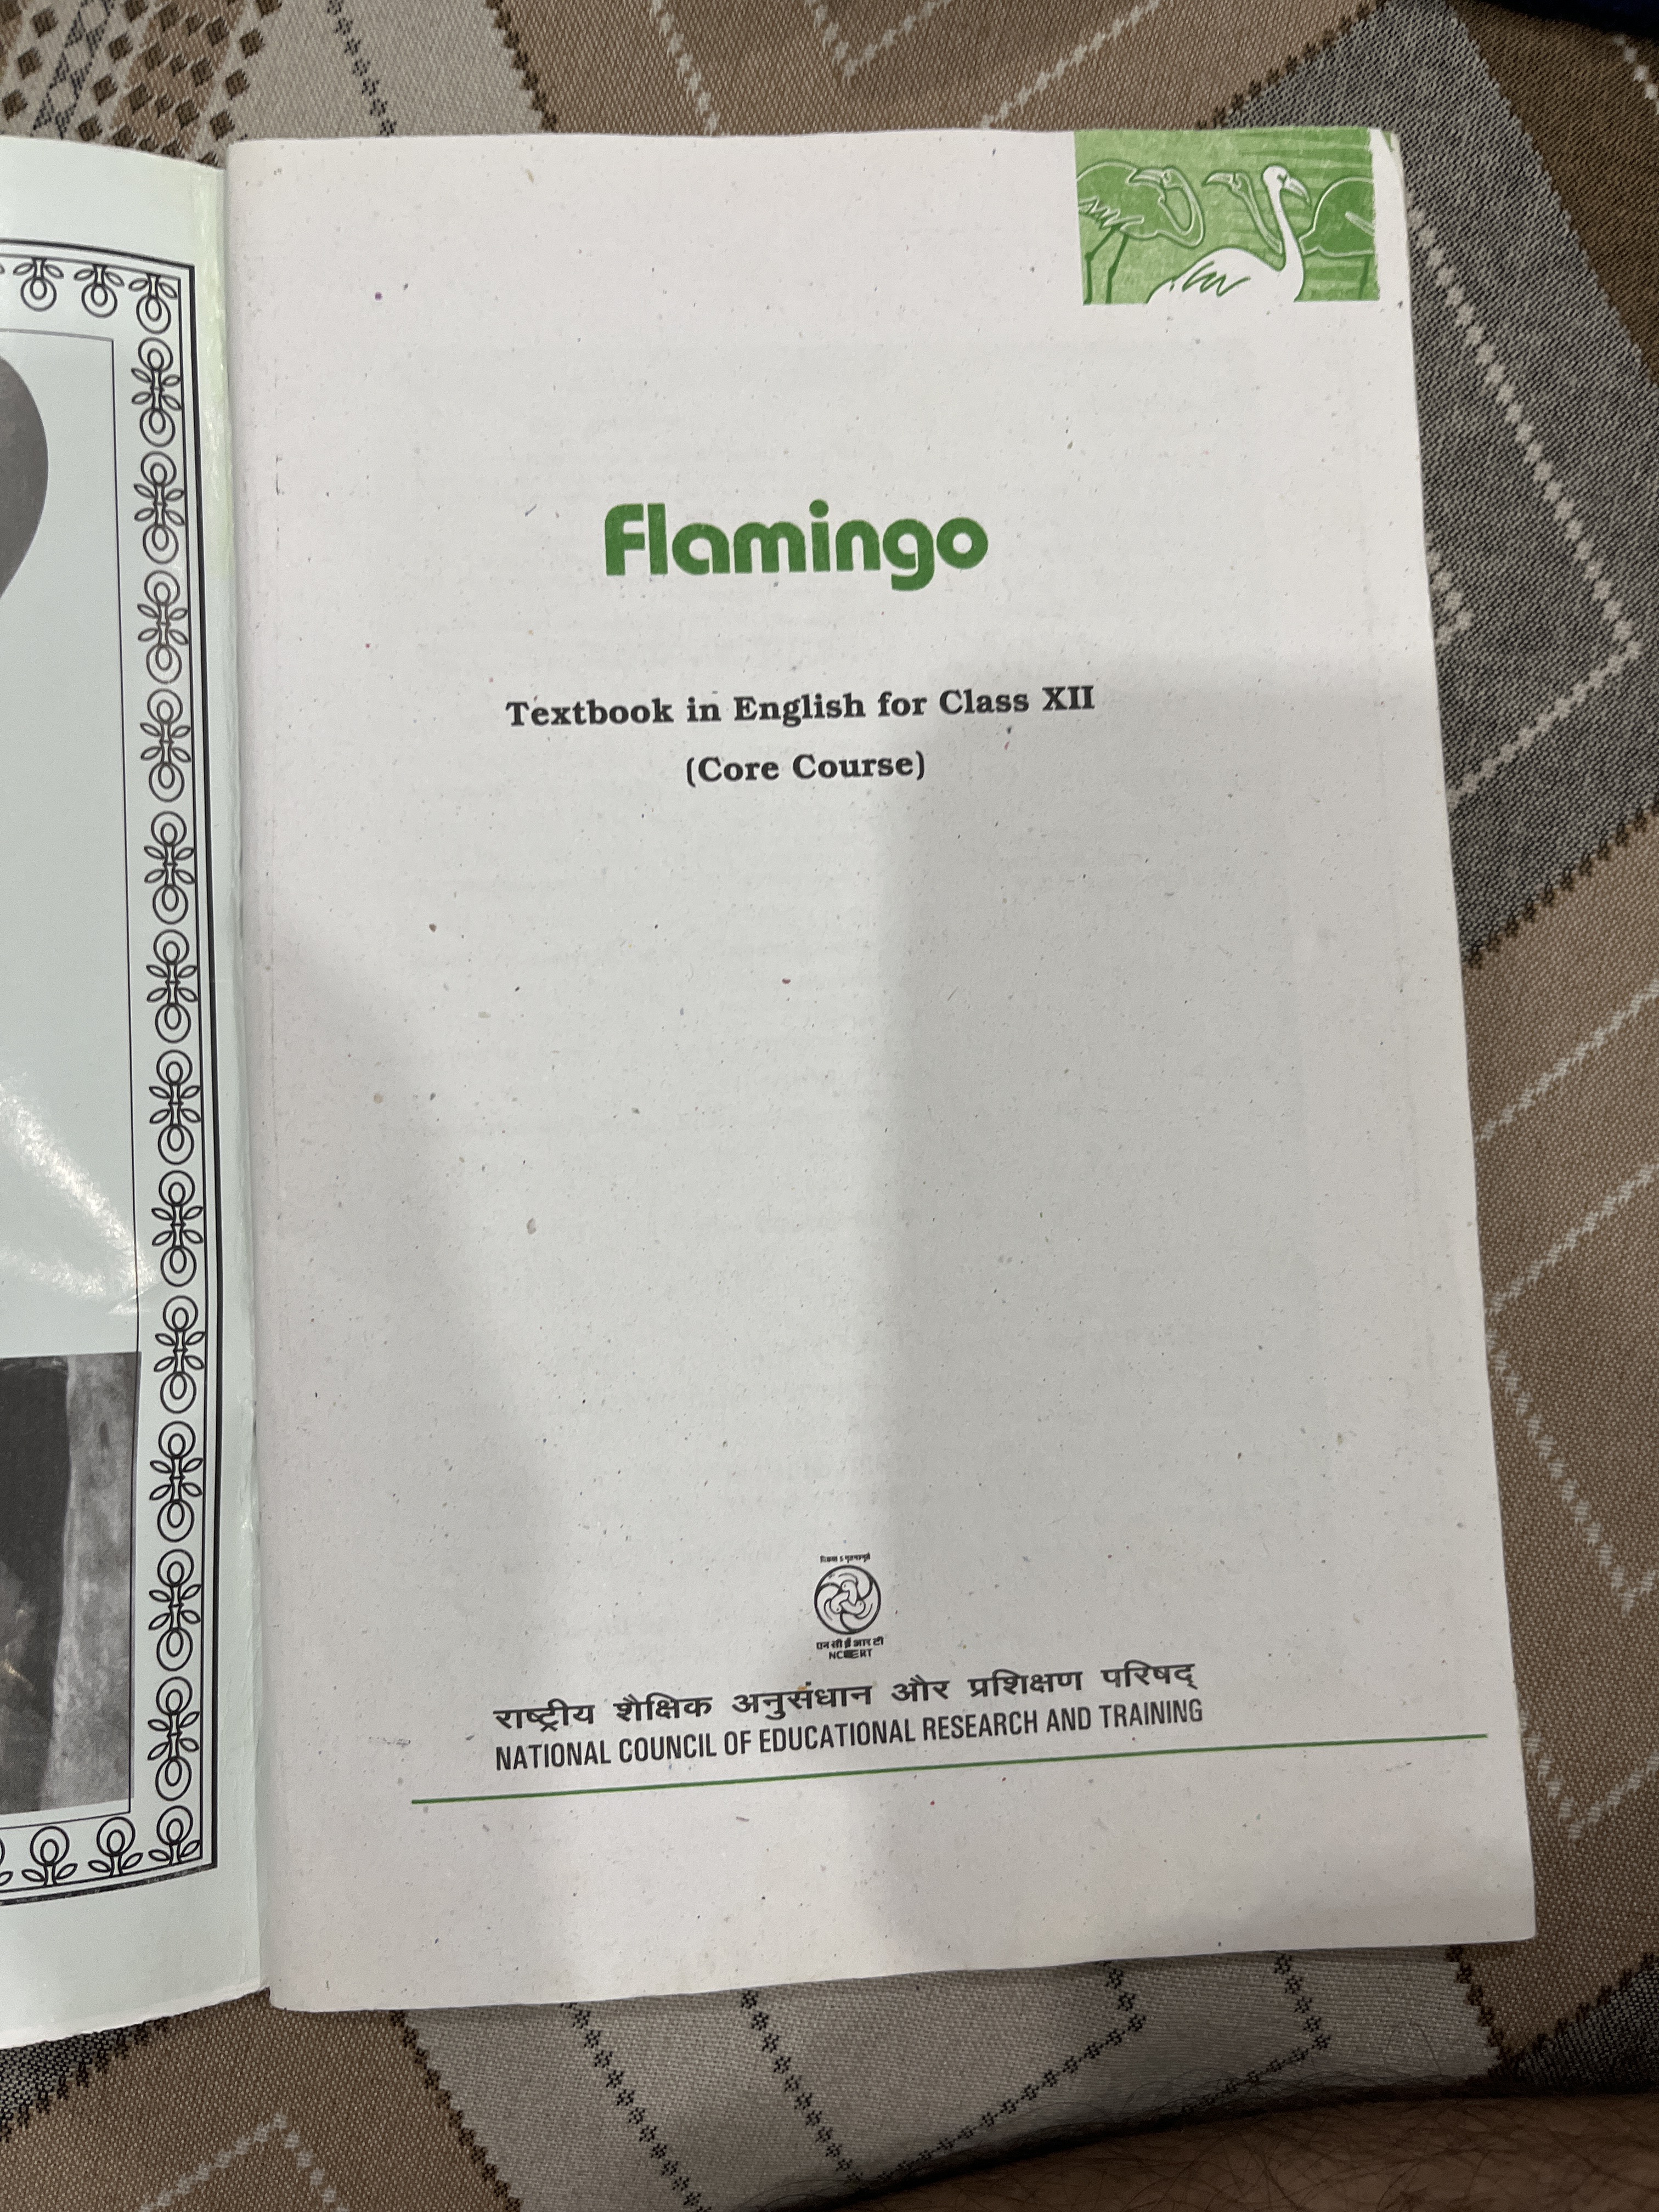 Flamingo
Textbook in English for Class XII
(Core Course)
एन सी ई आर टी
NCERT
राष्ट्रीय शैक्षिक अनुसंधान और प्रशिक्षण परिषद्
NATIONAL COUNCIL OF EDUCATIONAL RESEARCH AND TRAINING